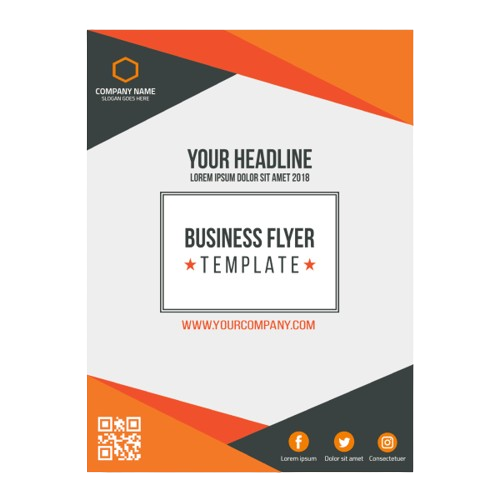 COMPANY NAME
SLOGAN GOES HERE
YOUR HEADLINE
LOREM IPSUM DOLOR SIT AMET 2018
BUSINESS FLYER
★TEMPLATE★
WWW.YOURCOMPANY.COM
Lorem ipsum Dolor sit amet Consectetuer